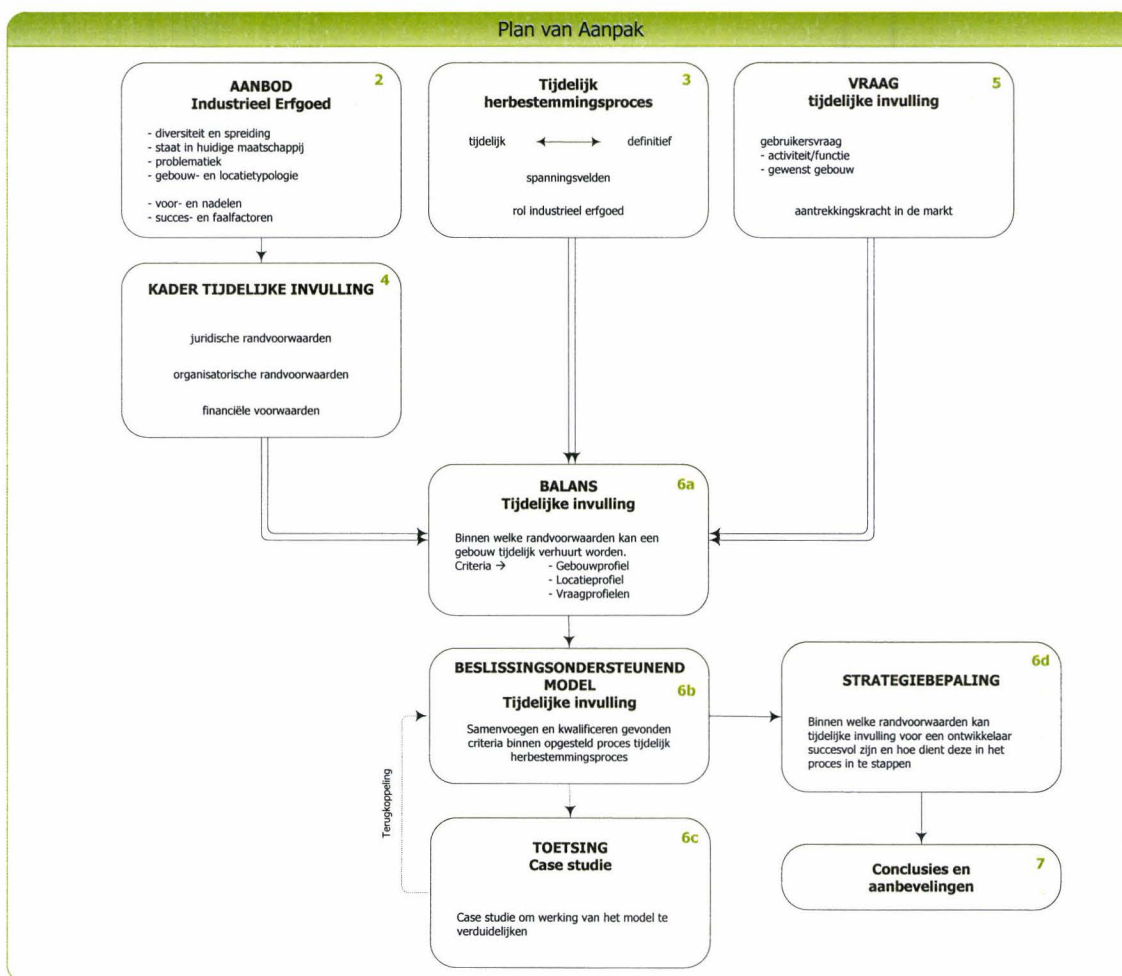 Plan van Aanpak
2
AANBOD
Industrieel Erfgoed
- diversiteit en spreiding
- staat in huidige maatschappij
- problematiek
- gebouw- en locatietypologie
- voor- en nadelen
- succes- en faalfactoren
3
Tijdelijk
herbestemmingsproces
tijdelijk definitief
spanningsvelden
rol industrieel erfgoed
5
VRAAG
tijdelijke invulling
gebruikersvraag
- activiteit/functie
- gewenst gebouw
aantrekkingskracht in de markt
4
KADER TIJDELIJKE INVULLING
juridische randvoorwaarden
organisatorische randvoorwaarden
financiële voorwaarden
6a
BALANS
Tijdelijke invulling
Binnen welke randvoorwaarden kan een
gebouw tijdelijk verhuurt worden.
Criteria → - Gebouwprofiel
- Locatieprofiel
- Vraagprofielen
BESLISSINGSONDERSTEUNEND
MODEL
6b
Tijdelijke invulling
Samenvoegen en kwalificeren gevonden
criteria binnen opgesteld proces tijdelijk
herbestemmingsproces
6d
STRATEGIEBEPALING
Binnen welke randvoorwaarden kan
tijdelijke invulling voor een ontwikkelaar
succesvol zijn en hoe dient deze in het
proces in te stappen
Terugkoppeling
6c
TOETSING
Case studie
Case studie om werking van het model te
verduidelijken
7
Conclusies en
aanbevelingen